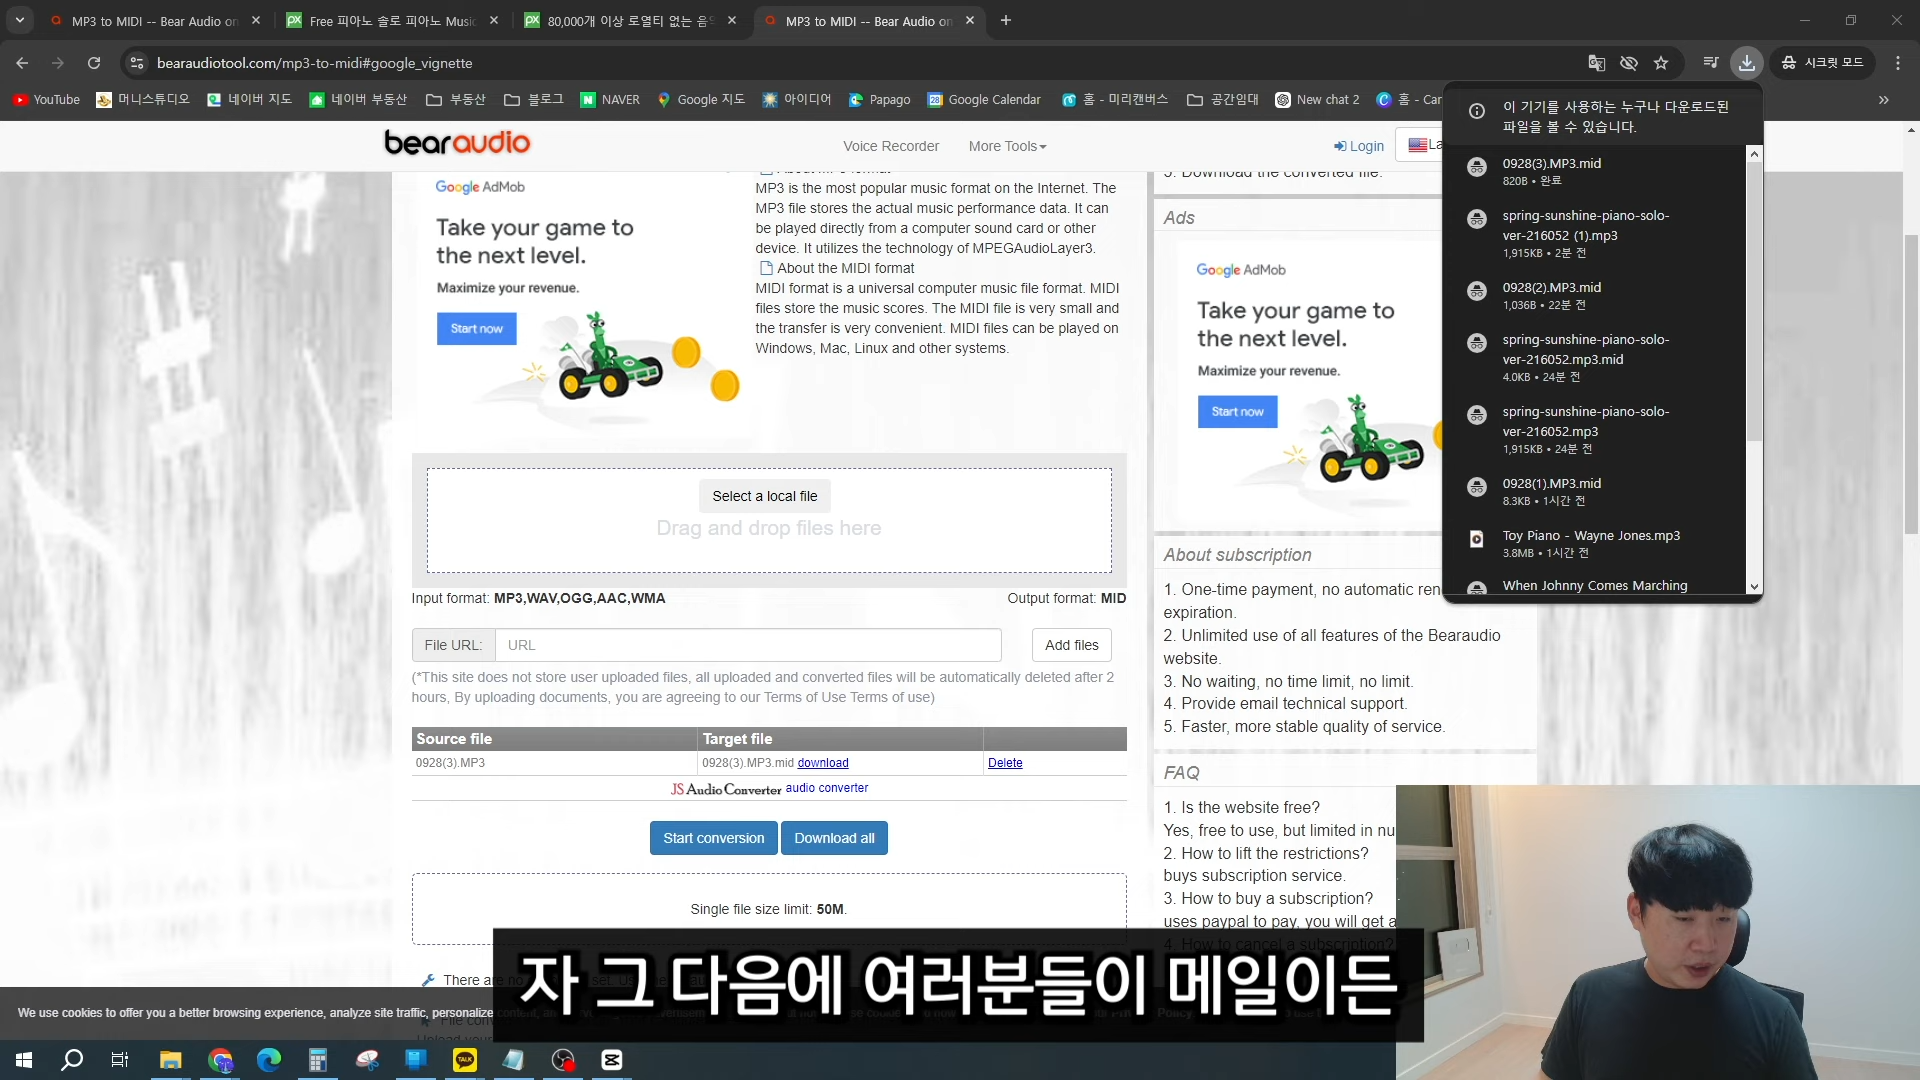 MP3 to MIDI -- Bear Audio on
Free 피아노 솔로 피아노 Music
80,000개 이상 로열티 없는 음악
MP3 to MIDI -- Bear Audio on
bearaudiotool.com/mp3-to-midi#google_vignette
시크릿 모드
YouTube
머니스튜디오
네이버 지도
네이버 부동산
부동산
블로그
NAVER
Google 지도
아이디어
Papago
Google Calendar
홈 - 미리캔버스
공간임대
New chat 2
홈 - Can
bearaudio
Voice Recorder
More Tools
Login
La
Google AdMob
Take your game to
the next level.
Maximize your revenue.
Start now
MP3 is the most popular music format on the Internet. The
MP3 file stores the actual music performance data. It can
be played directly from a computer sound card or other
device. It utilizes the technology of MPEGAudioLayer3.
About the MIDI format
MIDI format is a universal computer music file format. MIDI
files store the music scores. The MIDI file is very small and
the transfer is very convenient. MIDI files can be played on
Windows, Mac, Linux and other systems.
Select a local file
Drag and drop files here
Input format: MP3,WAV,OGG,AAC,WMA
Output format: MID
File URL:
URL
Add files
(*This site does not store user uploaded files, all uploaded and converted files will be automatically deleted after 2
hours, By uploading documents, you are agreeing to our Terms of Use Terms of use)
Source file
Target file
0928(3).MP3
0928(3).MP3.mid download
Delete
JS Audio Converter audio converter
Start conversion
Download all
Single file size limit: 50M.
There are no
3. Download the converted file.
Ads
Google AdMob
Take your game to
the next level.
Maximize your revenue.
Start now
About subscription
1. One-time payment, no automatic ren
expiration.
2. Unlimited use of all features of the Bearaudio
website.
3. No waiting, no time limit, no limit.
4. Provide email technical support.
5. Faster, more stable quality of service.
FAQ
1. Is the website free?
Yes, free to use, but limited in nu
2. How to lift the restrictions?
buys subscription service.
3. How to buy a subscription?
uses paypal to pay, you will get a
4. How to cancel a subscription?
이 기기를 사용하는 누구나 다운로드된
파일을 볼 수 있습니다.
0928(3).MP3.mid
820B • 완료
spring-sunshine-piano-solo-
ver-216052 (1).mp3
1,915KB • 2분 전
0928(2).MP3.mid
1,036B • 22분 전
spring-sunshine-piano-solo-
ver-216052.mp3.mid
4.0KB • 24분 전
spring-sunshine-piano-solo-
ver-216052.mp3
1,915KB • 24분 전
0928(1).MP3.mid
8.3KB • 1시간 전
Toy Piano - Wayne Jones.mp3
3.8MB • 1시간 전
When Johnny Comes Marching
We use cookies to offer you a better browsing experience, analyze site traffic, personalize
자 그 다음에 여러분들이 메일이든
TALK